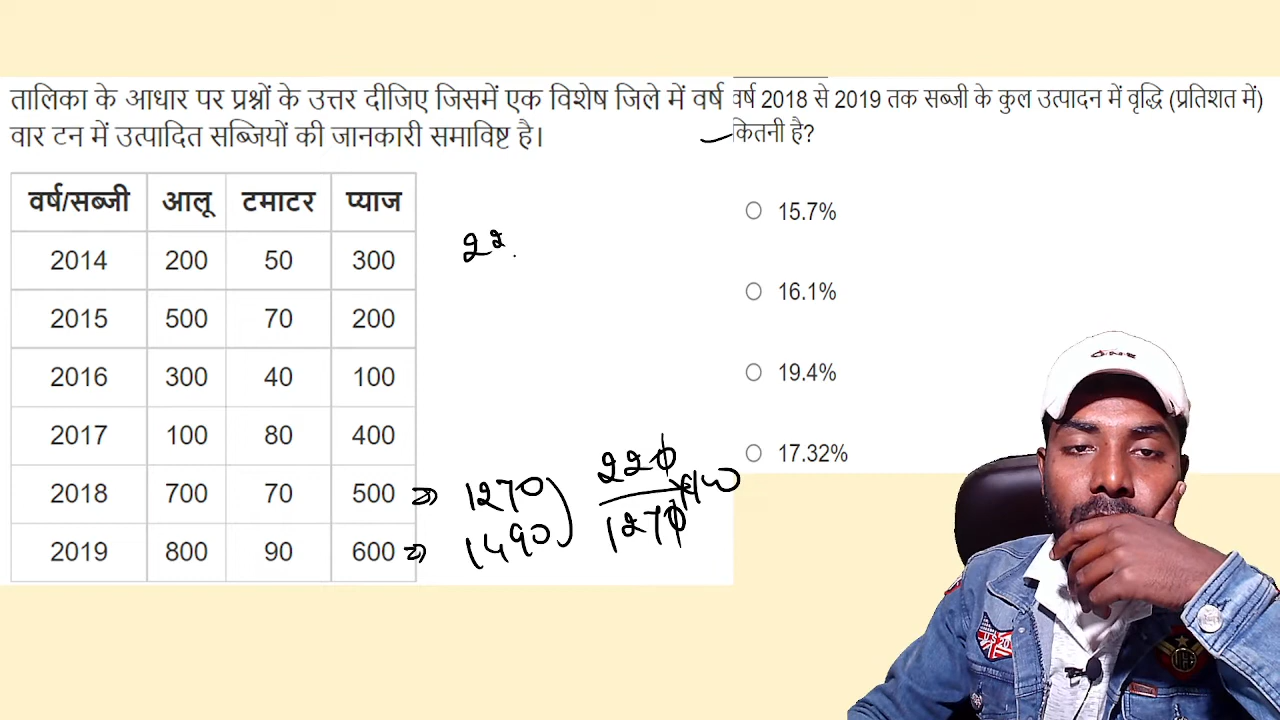 तालिका के आधार पर प्रश्नों के उत्तर दीजिए जिसमें एक विशेष जिले में वर्ष
वार टन में उत्पादित सब्जियों की जानकारी समाविष्ट है।
वर्ष/सब्जी आलू टमाटर प्याज
2014 200 50 300
2015 500 70 200
2016 300 40 100
2017 100 80 400
2018 700 70 500
2019 800 90 600
22
⇒ 1270
⇒ 1490
220
1270
वर्ष 2018 से 2019 तक सब्जी के कुल उत्पादन में वृद्धि (प्रतिशत में)
कितनी है?
15.7%
16.1%
19.4%
17.32%